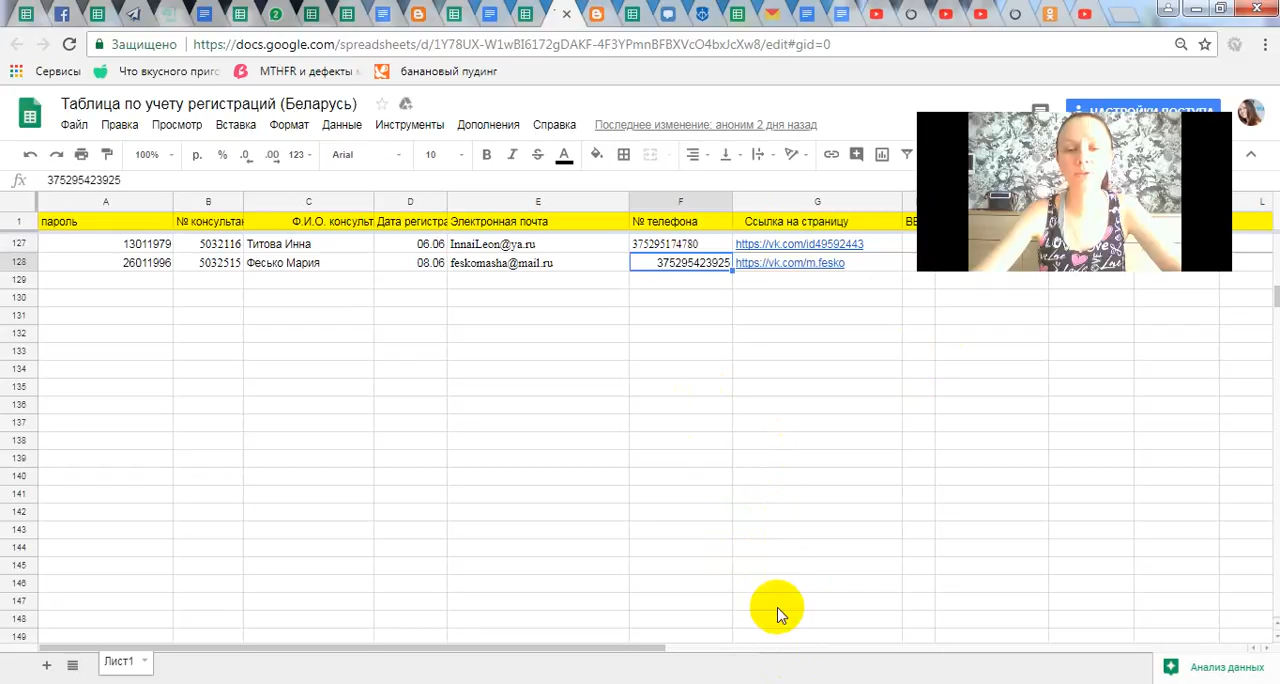 Защищено https://docs.google.com/spreadsheets/d/1Y78UX-W1wBI6172gDAKF-4F3YPmnBFBXVcO4bxJcXw8/edit#gid=0
Сервисы Что вкусного приго MTHFR и дефекты банановый пудинг
Таблица по учету регистраций (Беларусь)
НАСТРОЙКИ ДОСТУПА
Файл Правка Просмотр Вставка Формат Данные Инструменты Дополнения Справка Последнее изменение: аноним 2 дня назад
100% р. % .0 .00 123 Arial 10 B I S A
fx 375295423925
A B C D E F G L
1 пароль № консультан Ф.И.О. консульт Дата регистра Электронная почта № телефона Ссылка на страницу
127 13011979 5032116 Титова Инна 06.06 InnaiLeon@ya.ru 375295174780 https://vk.com/id49592443
128 26011996 5032515 Фесько Мария 08.06 feskomasha@mail.ru 375295423925 https://vk.com/m.fesko
129
130
131
132
133
134
135
136
137
138
139
140
141
142
143
144
145
146
147
148
149
+ Лист1 Анализ данных